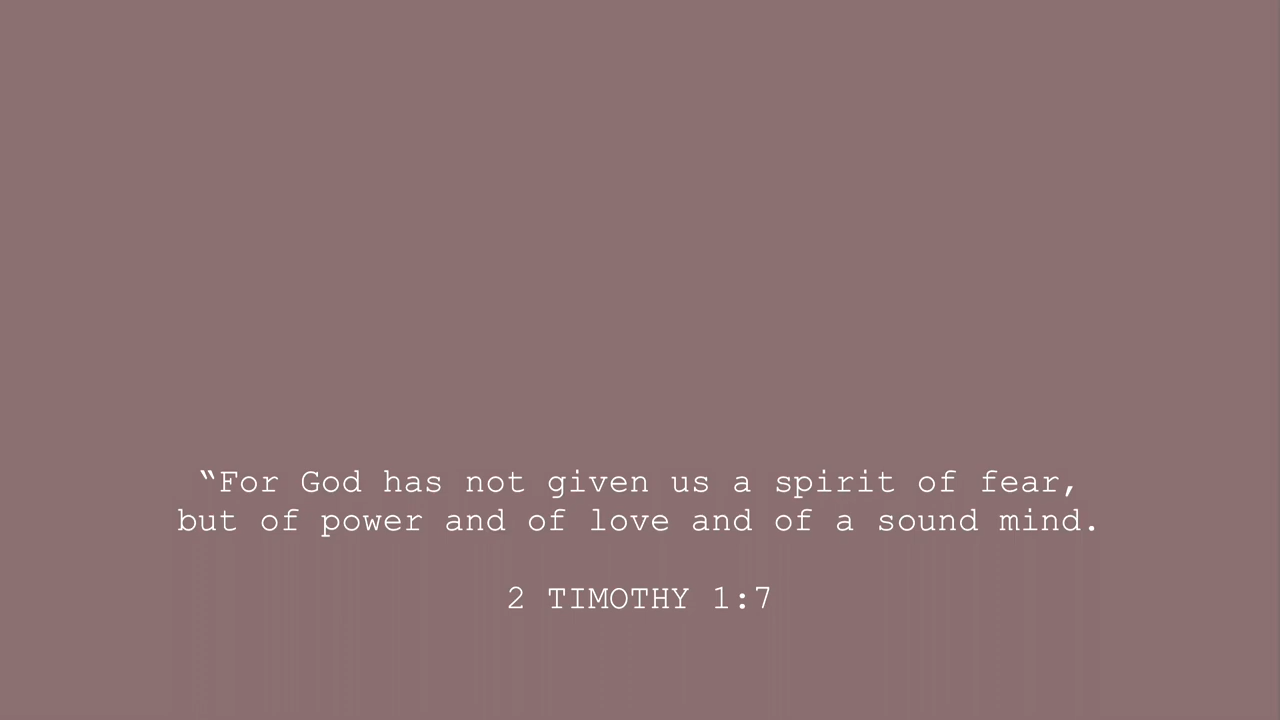 “For God has not given us a spirit of fear,
but of power and of love and of a sound mind.
2 TIMOTHY 1:7